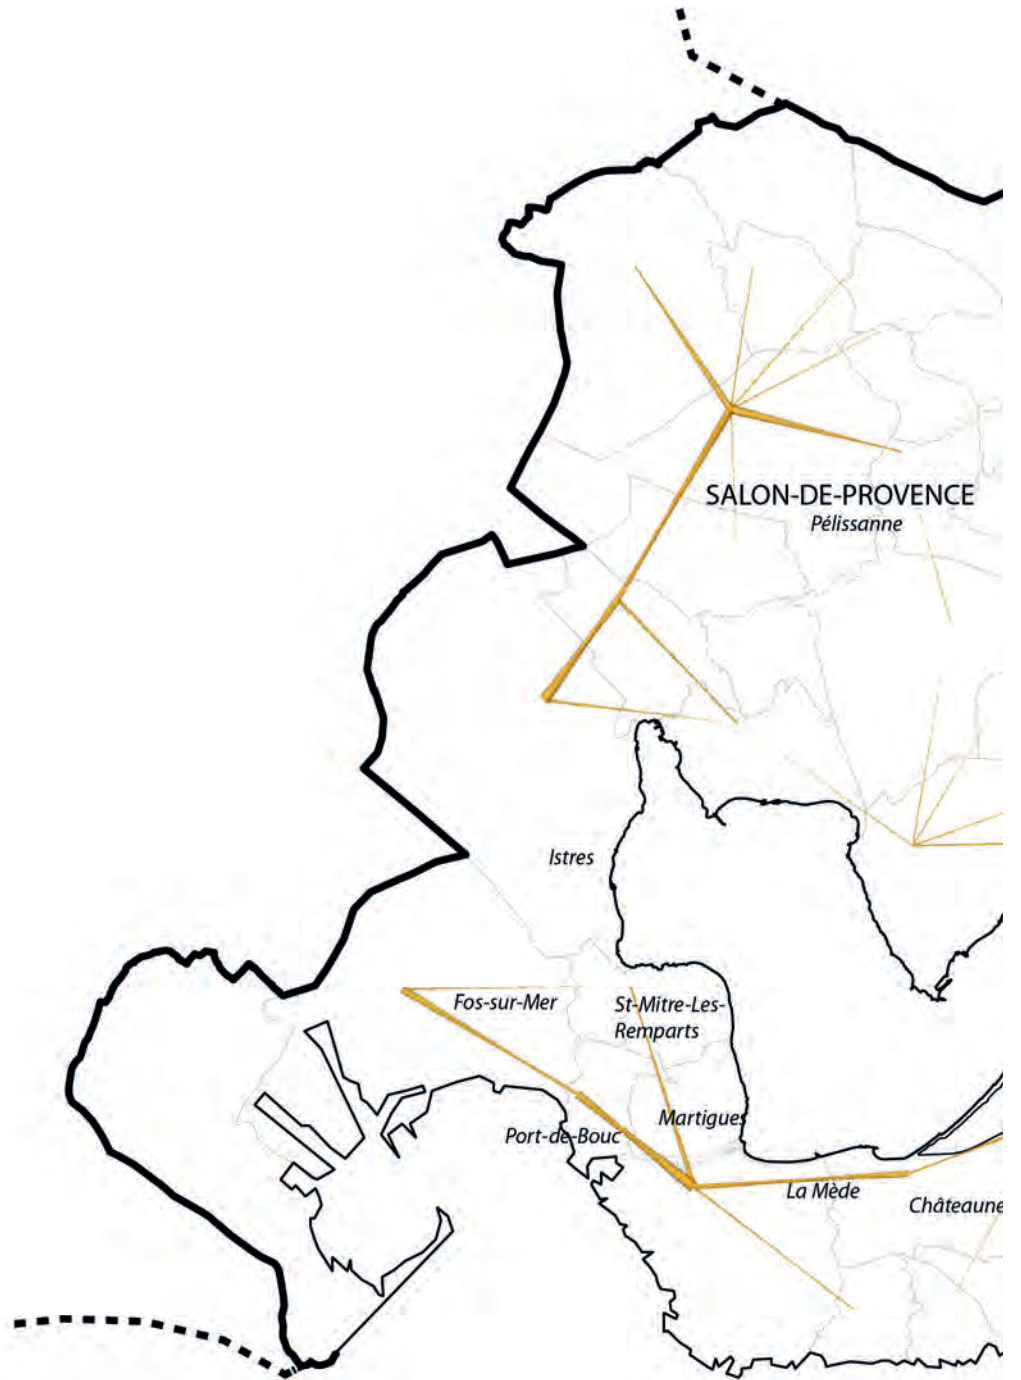 SALON-DE-PROVENCE
Pélissanne
Istres
Fos-sur-Mer
St-Mitre-Les-
Remparts
Martigues
Port-de-Bouc
La Mède
Châteaune